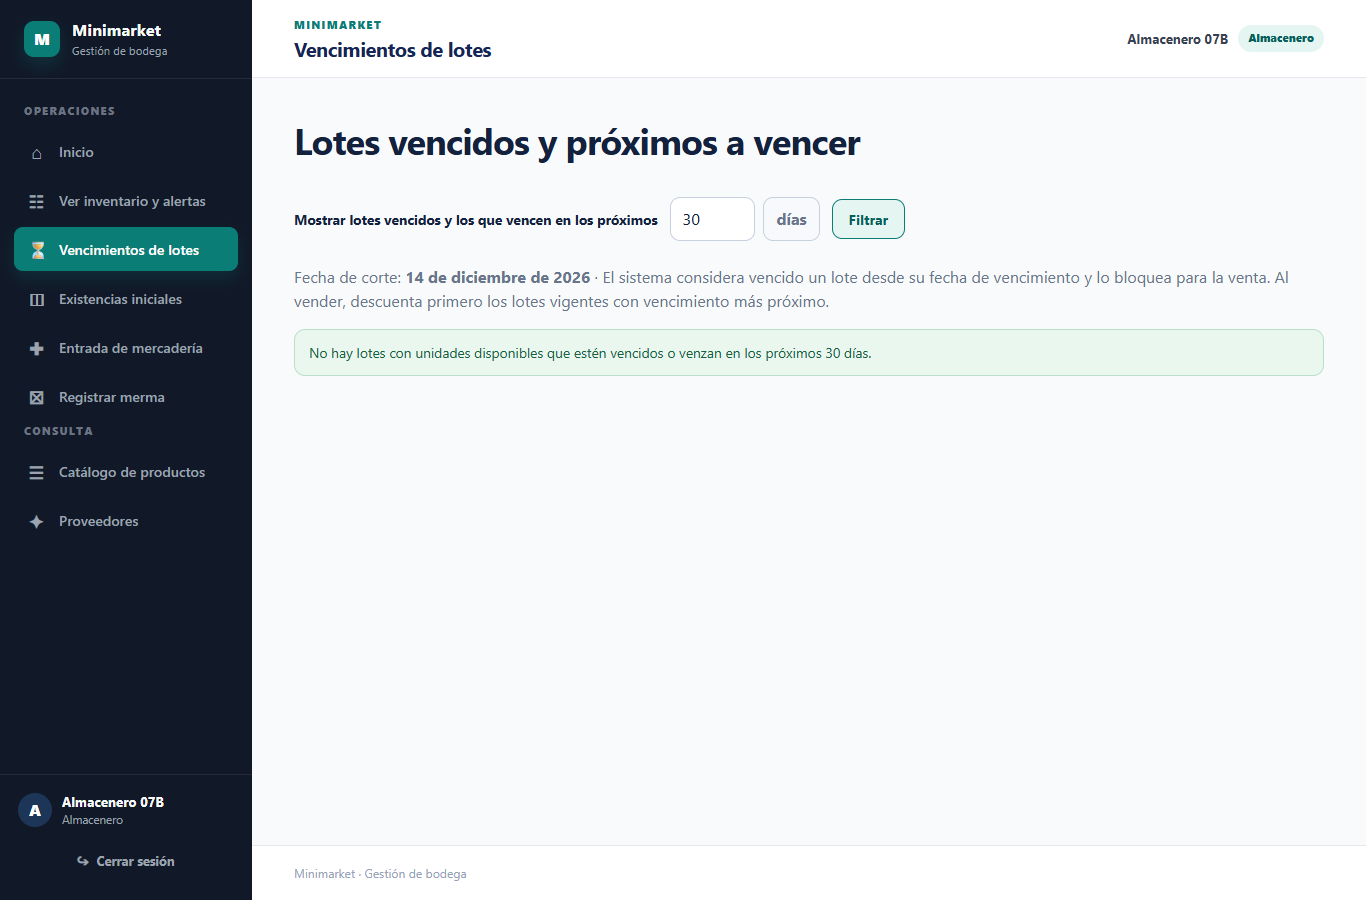 M
Minimarket
Gestión de bodega
OPERACIONES
Inicio
Ver inventario y alertas
Vencimientos de lotes
Existencias iniciales
Entrada de mercadería
Registrar merma
CONSULTA
Catálogo de productos
Proveedores
A
Almacenero 07B
Almacenero
Cerrar sesión
MINIMARKET
Vencimientos de lotes
Almacenero 07B
Almacenero
Lotes vencidos y próximos a vencer
Mostrar lotes vencidos y los que vencen en los próximos 30 días Filtrar
Fecha de corte: 14 de diciembre de 2026 · El sistema considera vencido un lote desde su fecha de vencimiento y lo bloquea para la venta. Al
vender, descuenta primero los lotes vigentes con vencimiento más próximo.
No hay lotes con unidades disponibles que estén vencidos o venzan en los próximos 30 días.
Minimarket · Gestión de bodega